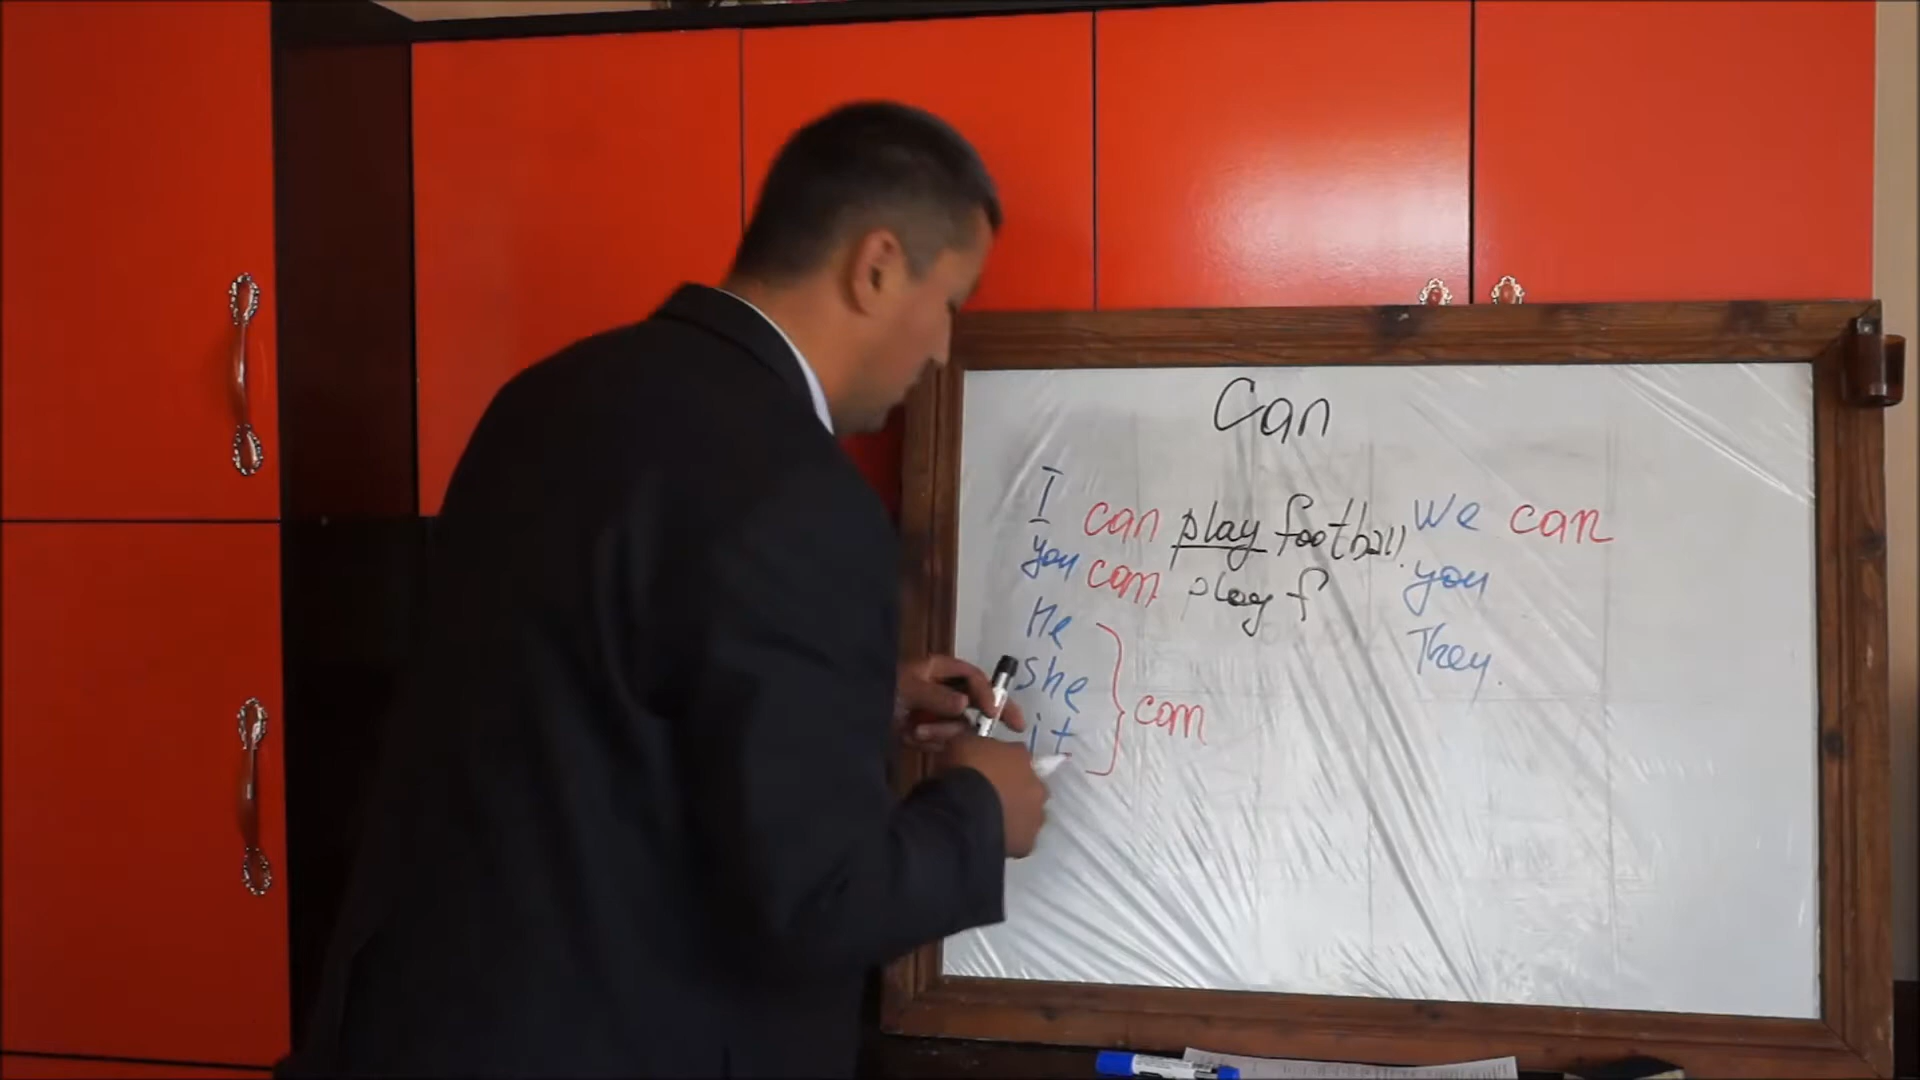 Can
I can play football.
you can play f
He
She
it
can
We can
you
They.